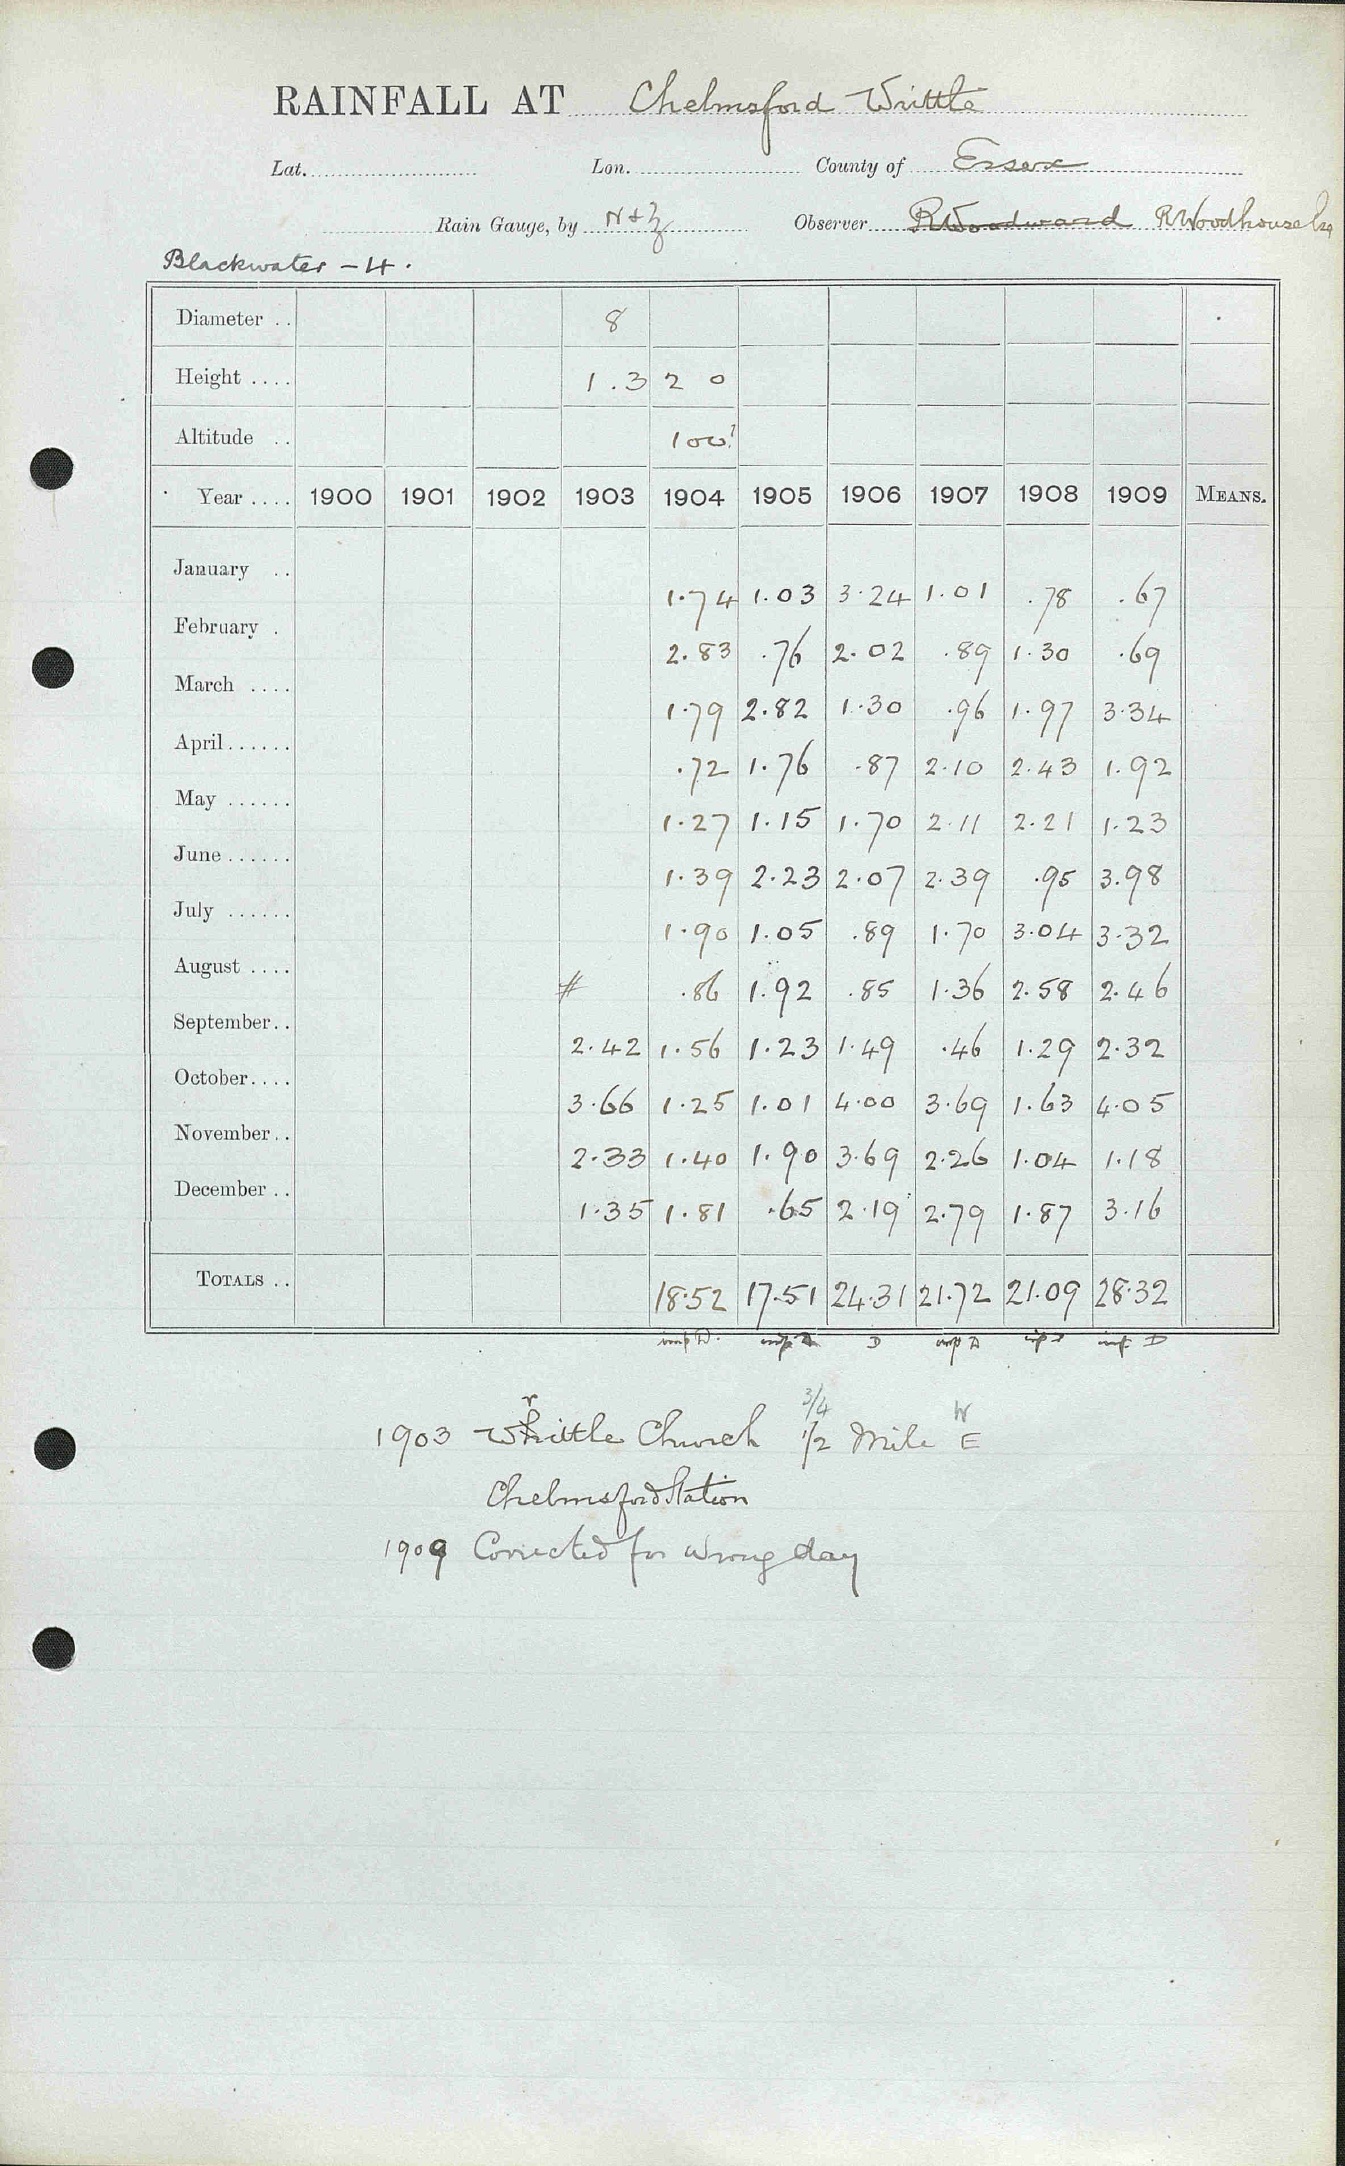 RAINFALL AT Chelmsford Writtle
Lat. Lon. County of Essex
Rain Gauge, by N & Z Observer R Woodward R Woodhouse Esq
Blackwater - 4.
Diameter .. 8
Height .... 1.3 2 0
Altitude .. 100?
Year .... 1900 1901 1902 1903 1904 1905 1906 1907 1908 1909 MEANS.
January .. 1.74 1.03 3.24 1.01 .78 .67
February . 2.83 .76 2.02 .89 1.30 .69
March .... 1.79 2.82 1.30 .96 1.97 3.34
April ...... .72 1.76 .87 2.10 2.43 1.92
May ...... 1.27 1.15 1.70 2.11 2.21 1.23
June ...... 1.39 2.23 2.07 2.39 .95 3.98
July ...... 1.90 1.05 .89 1.70 3.04 3.32
August .... # .86 1.92 .85 1.36 2.58 2.46
September.. 2.42 1.56 1.23 1.49 .46 1.29 2.32
October.... 3.66 1.25 1.01 4.00 3.69 1.63 4.05
November.. 2.33 1.40 1.90 3.69 2.26 1.04 1.18
December .. 1.35 1.81 .65 2.19 2.79 1.87 3.16
TOTALS .. 18.52 17.51 24.31 21.72 21.09 28.32
D D D D
3/4 W
1903 Writtle Church 1/2 Mile E
Chelmsford Station
1909 Corrected for wrong day